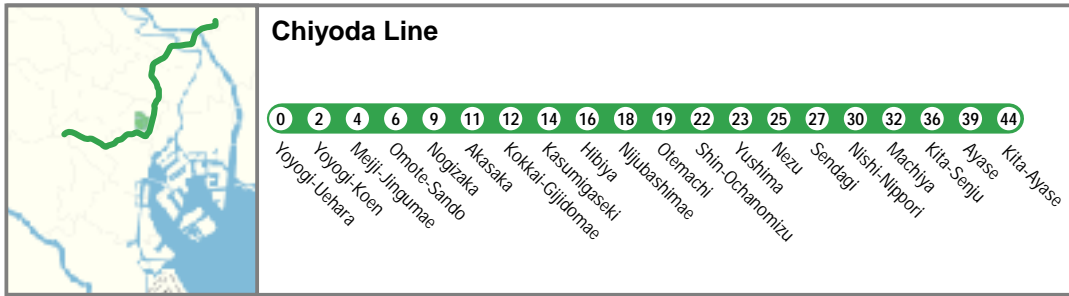 Chiyoda Line
0 2 4 6 9 11 12 14 16 18 19 22 23 25 27 30 32 36 39 44
Yoyogi-Uehara
Yoyogi-Koen
Meiji-Jingumae
Omote-Sando
Nogizaka
Akasaka
Kokkai-Gijidomae
Kasumigaseki
Hibiya
Nijubashimae
Otemachi
Shin-Ochanomizu
Yushima
Nezu
Sendagi
Nishi-Nippori
Machiya
Kita-Senju
Ayase
Kita-Ayase